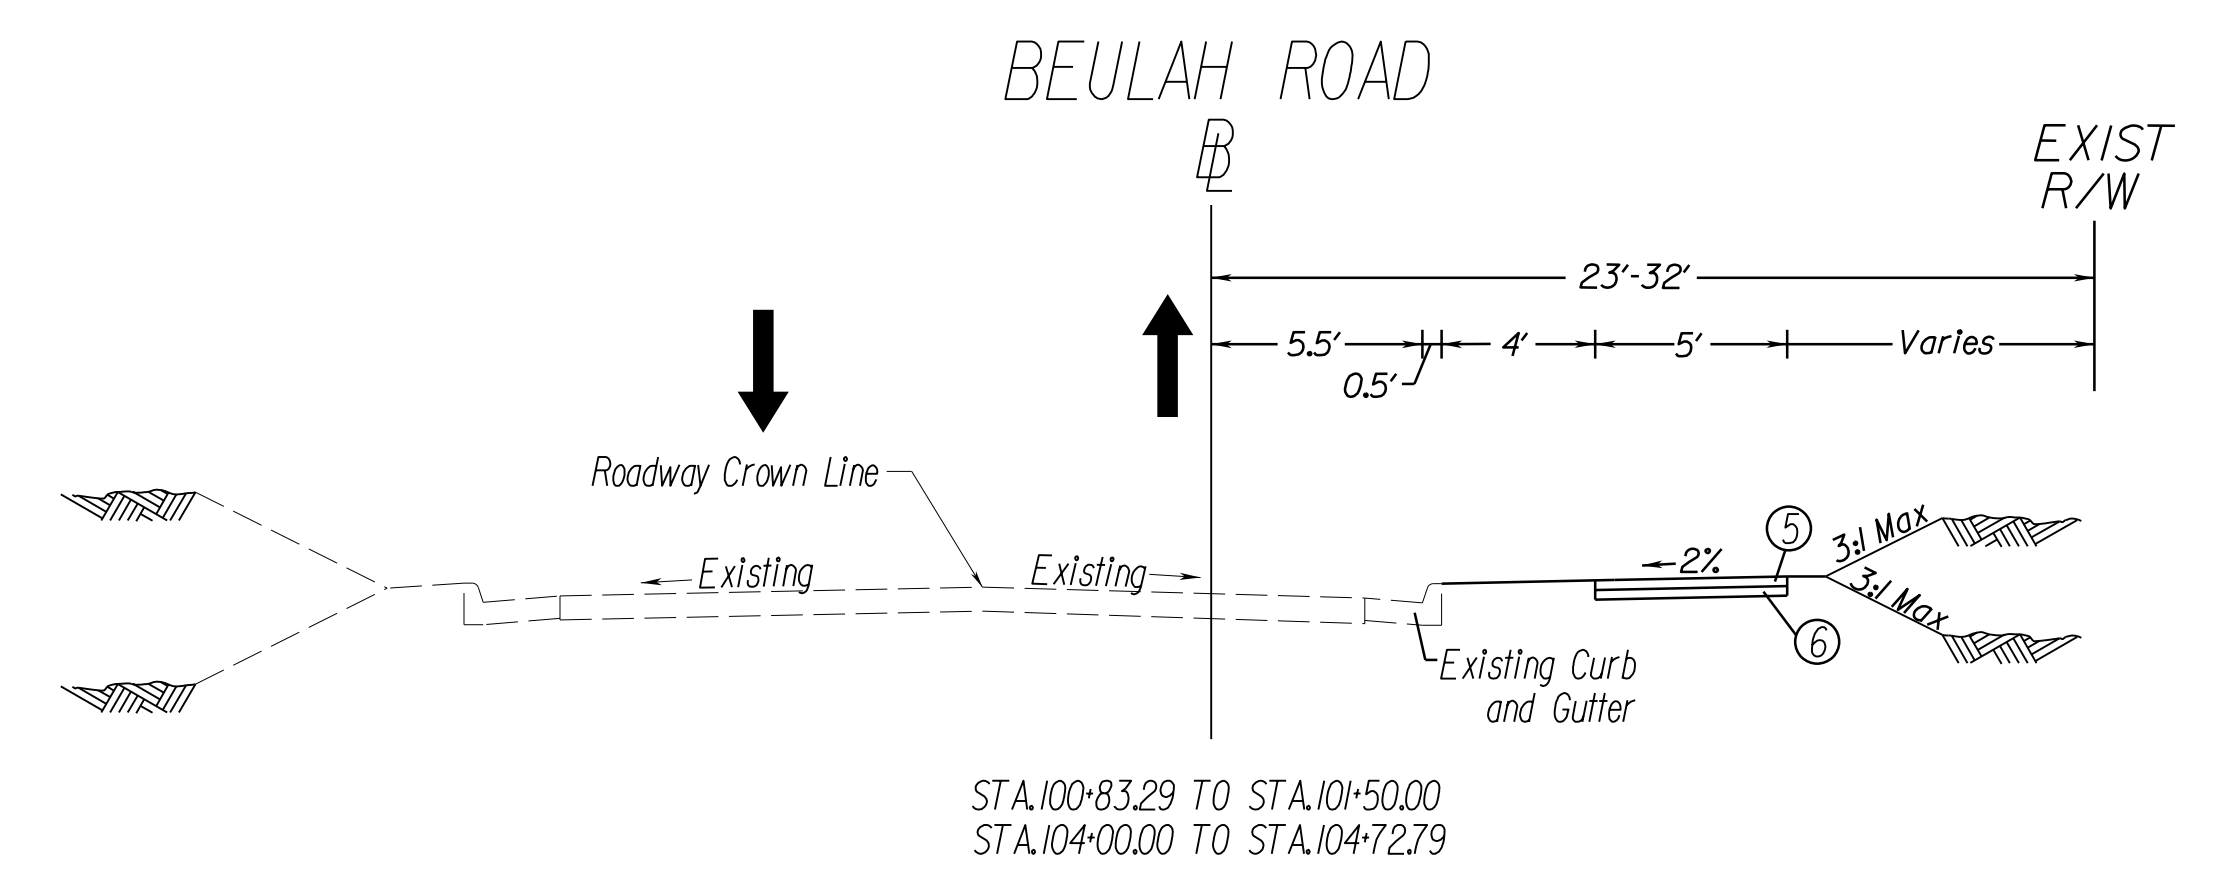 BEULAH ROAD
BL
EXIST
R/W
23'-32'
5.5'
4'
5'
Varies
0.5'
Roadway Crown Line
Existing
Existing
2%
5
3:1 Max
3:1 Max
6
Existing Curb
and Gutter
STA.100+83.29 TO STA.101+50.00
STA.104+00.00 TO STA.104+72.79